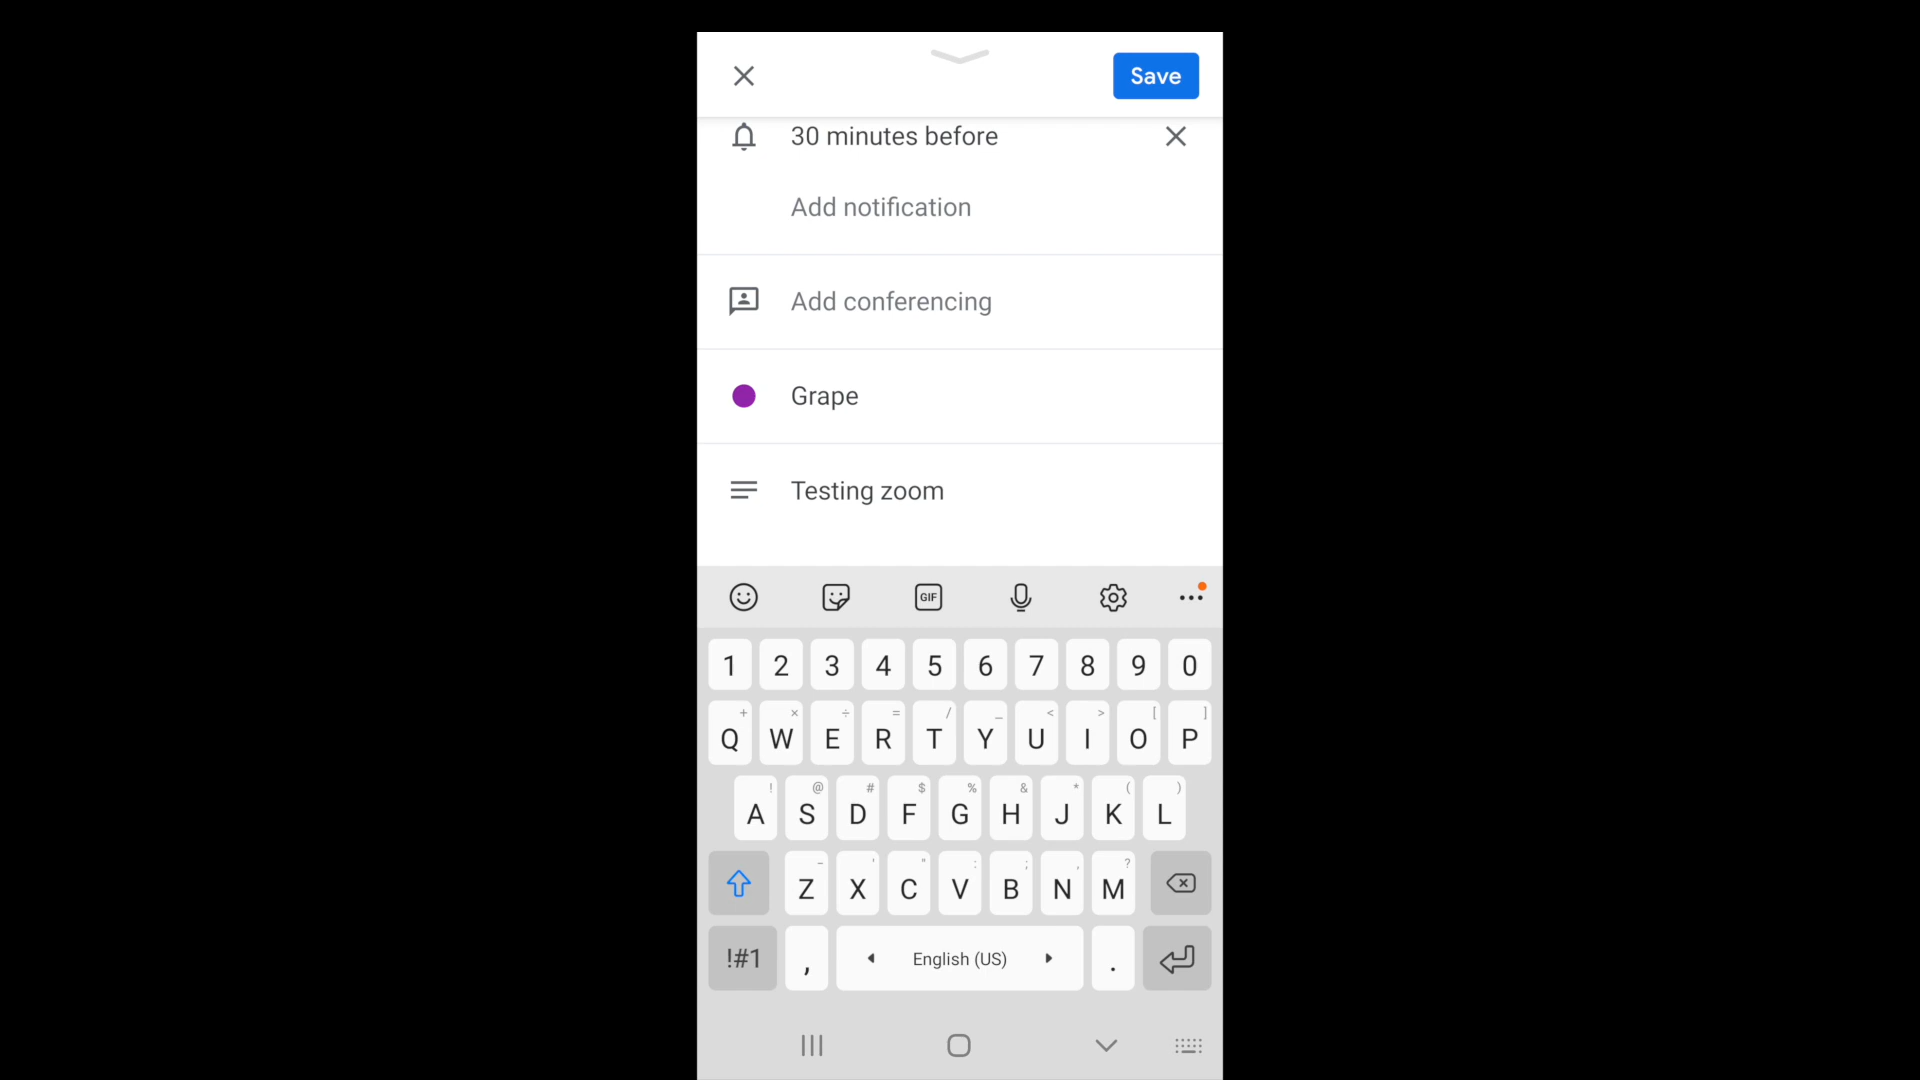 Save
30 minutes before
Add notification
Add conferencing
Grape
Testing zoom
GIF
1 2 3 4 5 6 7 8 9 0
+ × ÷ = / _ < > [ ]
Q W E R T Y U I O P
! @ # $ % & * ( )
A S D F G H J K L
- ' " : ; , ?
Z X C V B N M
!#1 , English (US) .